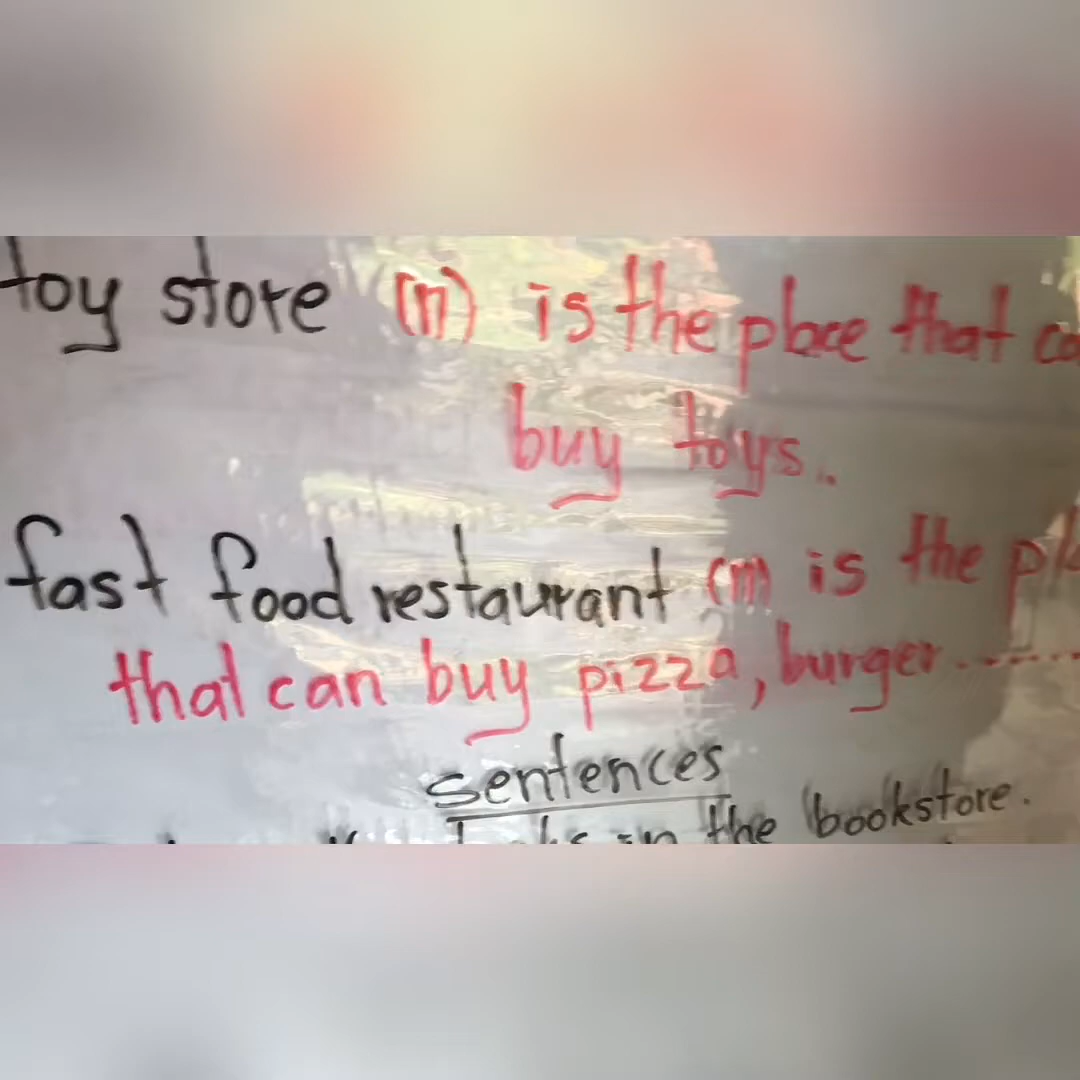 toy store (n) is the place that
buy toys..
fast food restaurant (n) is the
that can buy pizza, burger........
sentences
in the bookstore.